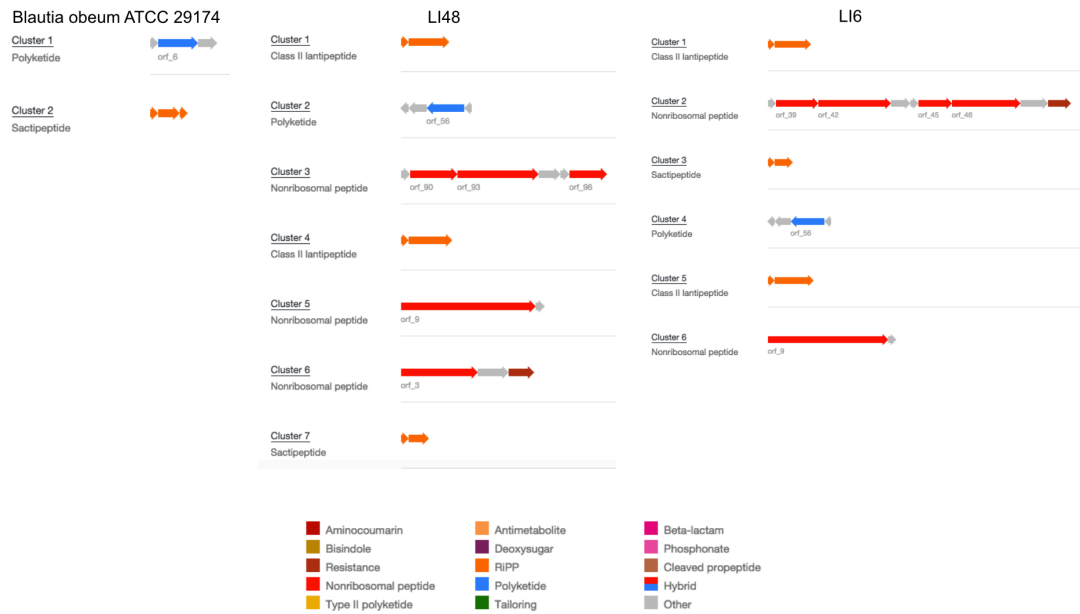 Blautia obeum ATCC 29174
Cluster 1
Polyketide
orf_6
Cluster 2
Sactipeptide
LI48
Cluster 1
Class II lantipeptide
Cluster 2
Polyketide
orf_56
Cluster 3
Nonribosomal peptide
orf_90 orf_93 orf_96
Cluster 4
Class II lantipeptide
Cluster 5
Nonribosomal peptide
orf_9
Cluster 6
Nonribosomal peptide
orf_3
Cluster 7
Sactipeptide
LI6
Cluster 1
Class II lantipeptide
Cluster 2
Nonribosomal peptide
orf_39 orf_42 orf_45 orf_46
Cluster 3
Sactipeptide
Cluster 4
Polyketide
orf_56
Cluster 5
Class II lantipeptide
Cluster 6
Nonribosomal peptide
orf_9
Aminocoumarin
Bisindole
Resistance
Nonribosomal peptide
Type II polyketide
Antimetabolite
Deoxysugar
RiPP
Polyketide
Tailoring
Beta-lactam
Phosphonate
Cleaved propeptide
Hybrid
Other